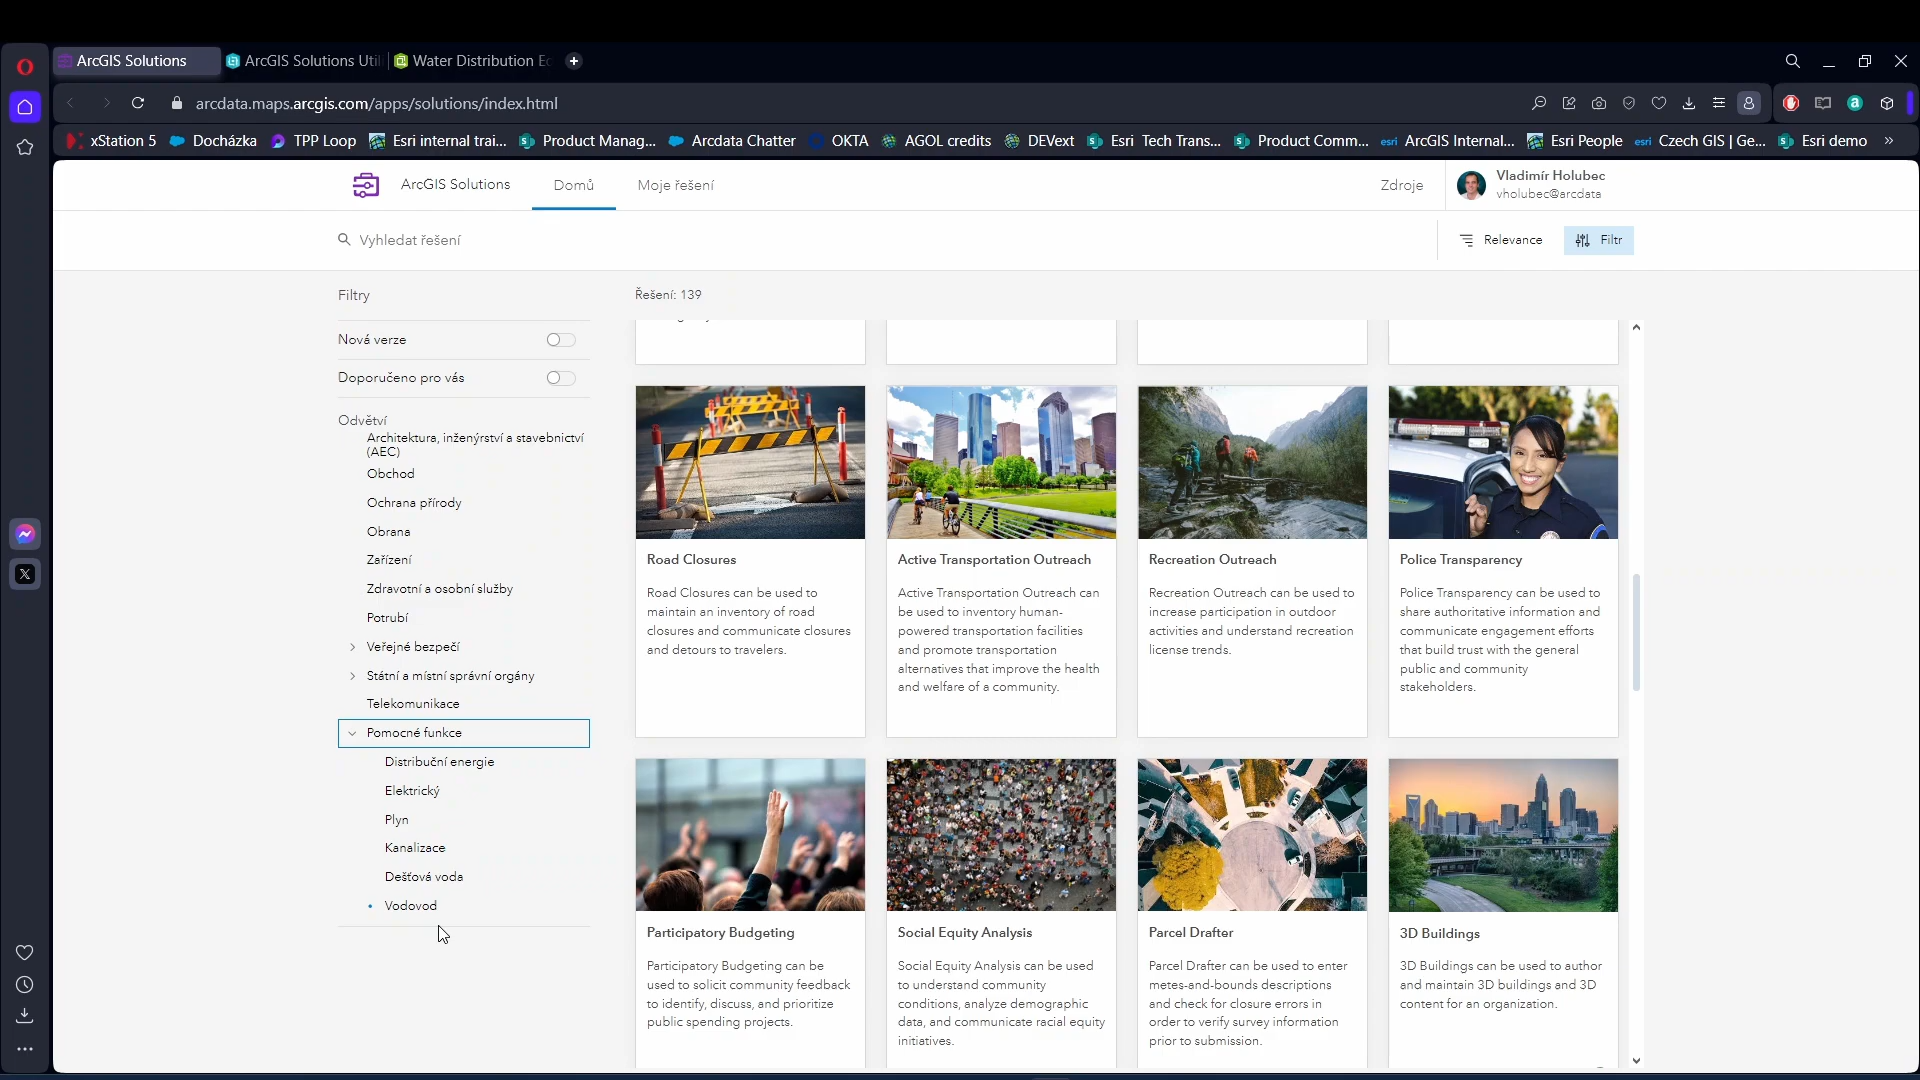 ArcGIS Solutions
ArcGIS Solutions Util
Water Distribution
arcdata.maps.arcgis.com/apps/solutions/index.html
xStation 5
Docházka
TPP Loop
Esri internal trai...
Product Manag...
Arcdata Chatter
OKTA
AGOL credits
DEVext
Esri Tech Trans...
Product Comm...
esri
ArcGIS Internal...
Esri People
esri
Czech GIS | Ge...
Esri demo
ArcGIS Solutions
Domů
Moje řešení
Zdroje
Vladimír Holubec
vholubec@arcdata
Vyhledat řešení
Relevance
Filtr
Filtry
Řešení: 139
Nová verze
Doporučeno pro vás
Odvětví
Architektura, inženýrství a stavebnictví
(AEC)
Obchod
Ochrana přírody
Obrana
Zařízení
Zdravotní a osobní služby
Potrubí
Veřejné bezpečí
Státní a místní správní orgány
Telekomunikace
Pomocné funkce
Distribuční energie
Elektrický
Plyn
Kanalizace
Dešťová voda
Vodovod
Road Closures
Road Closures can be used to
maintain an inventory of road
closures and communicate closures
and detours to travelers.
Active Transportation Outreach
Active Transportation Outreach can
be used to inventory human-
powered transportation facilities
and promote transportation
alternatives that improve the health
and welfare of a community.
Recreation Outreach
Recreation Outreach can be used to
increase participation in outdoor
activities and understand recreation
license trends.
Police Transparency
Police Transparency can be used to
share authoritative information and
communicate engagement efforts
that build trust with the general
public and community
stakeholders.
Participatory Budgeting
Participatory Budgeting can be
used to solicit community feedback
to identify, discuss, and prioritize
public spending projects.
Social Equity Analysis
Social Equity Analysis can be used
to understand community
conditions, analyze demographic
data, and communicate racial equity
initiatives.
Parcel Drafter
Parcel Drafter can be used to enter
metes-and-bounds descriptions
and check for closure errors in
order to verify survey information
prior to submission.
3D Buildings
3D Buildings can be used to author
and maintain 3D buildings and 3D
content for an organization.